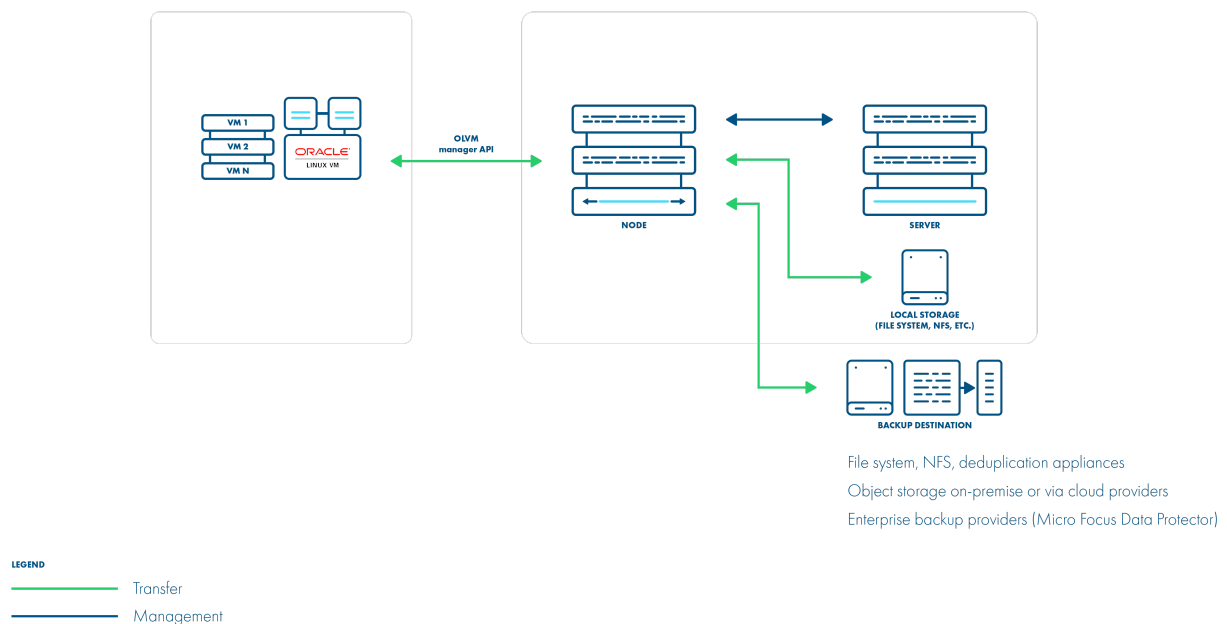 VM 1
VM 2
VM N
ORACLE
LINUX VM
OLVM
manager API
NODE
SERVER
LOCAL STORAGE
(FILE SYSTEM, NFS, ETC.)
BACKUP DESTINATION
File system, NFS, deduplication appliances
Object storage on-premise or via cloud providers
Enterprise backup providers (Micro Focus Data Protector)
LEGEND
Transfer
Management